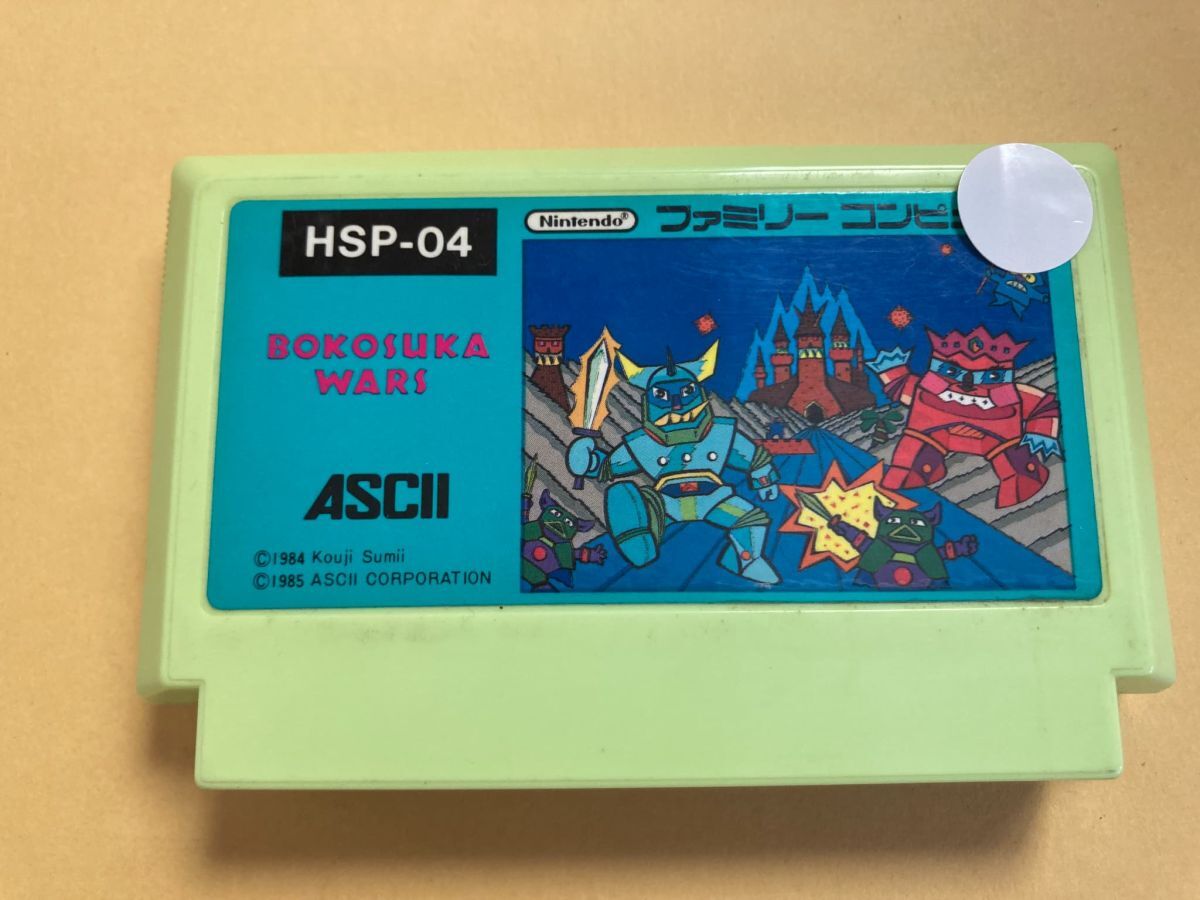 HSP-04
Nintendo®
ファミリー コンピ
BOKOSUKA
WARS
ASCII
©1984 Kouji Sumii
©1985 ASCII CORPORATION